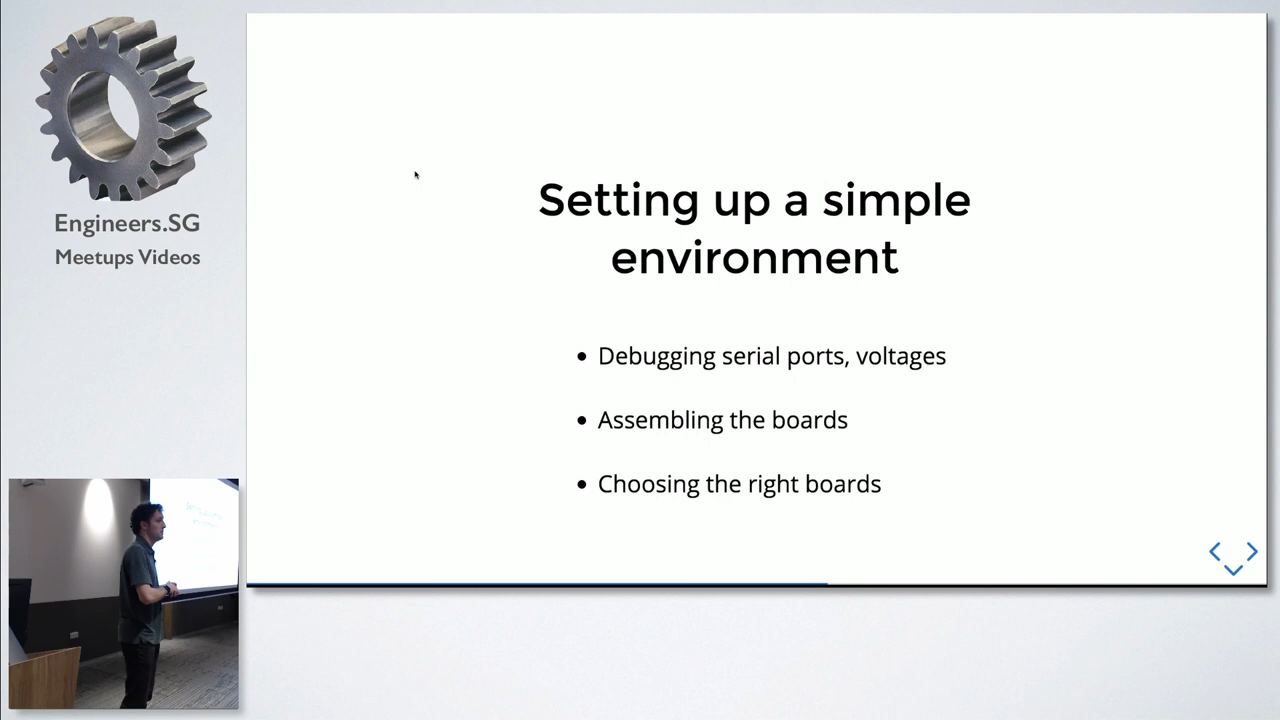 Engineers.SG
Meetups Videos
Setting up a simple
environment
Debugging serial ports, voltages
Assembling the boards
Choosing the right boards